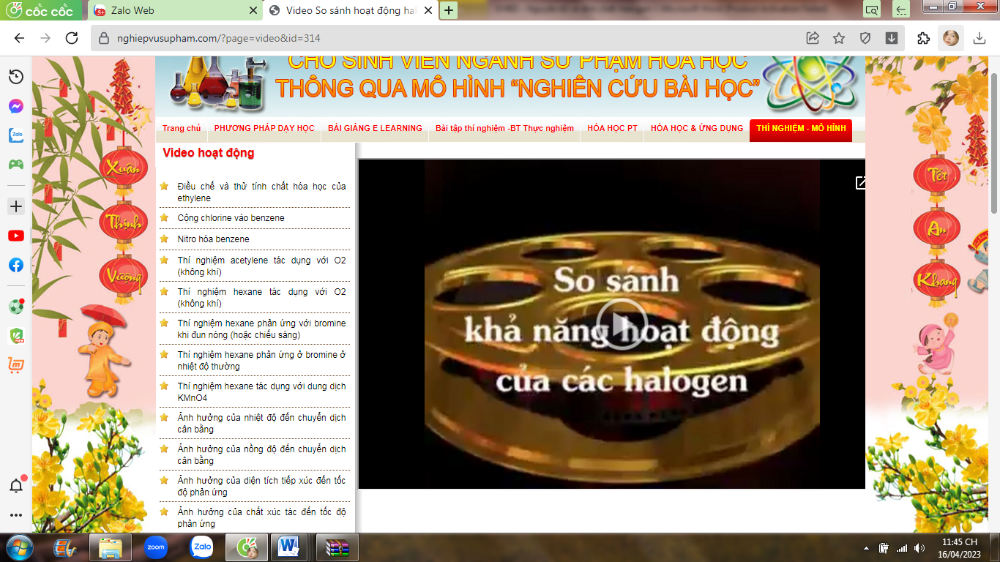 cốc cốc
5+
Zalo Web
Video So sánh hoạt động hal
nghiepvusupham.com/?page=video&id=314
CHO SINH VIÊN NGÀNH SƯ PHẠM HÓA HỌC
THÔNG QUA MÔ HÌNH “NGHIÊN CỨU BÀI HỌC”
Trang chủ
PHƯƠNG PHÁP DẠY HỌC
BÀI GIẢNG E LEARNING
Bài tập thí nghiệm -BT Thực nghiệm
HÓA HỌC PT
HÓA HỌC & ỨNG DỤNG
THÍ NGHIỆM - MÔ HÌNH
Video hoạt động
Điều chế và thử tính chất hóa học của
ethylene
Cộng chlorine vào benzene
Nitro hóa benzene
Thí nghiệm acetylene tác dụng với O2
(không khí)
Thí nghiệm hexane tác dụng với O2
(không khí)
Thí nghiệm hexane phản ứng với bromine
khi đun nóng (hoặc chiếu sáng)
Thí nghiệm hexane phản ứng ở bromine ở
nhiệt độ thường
Thí nghiệm hexane tác dụng với dung dịch
KMnO4
Ảnh hưởng của nhiệt độ đến chuyển dịch
cân bằng
Ảnh hưởng của nồng độ đến chuyển dịch
cân bằng
Ảnh hưởng của diện tích tiếp xúc đến tốc
độ phản ứng
Ảnh hưởng của chất xúc tác đến tốc độ
phản ứng
So sánh
khả năng hoạt động
của các halogen
Xuân
Thịnh
Vượng
Tết
An
Khang
Zalo
zoom
Zalo
11:45 CH
16/04/2023